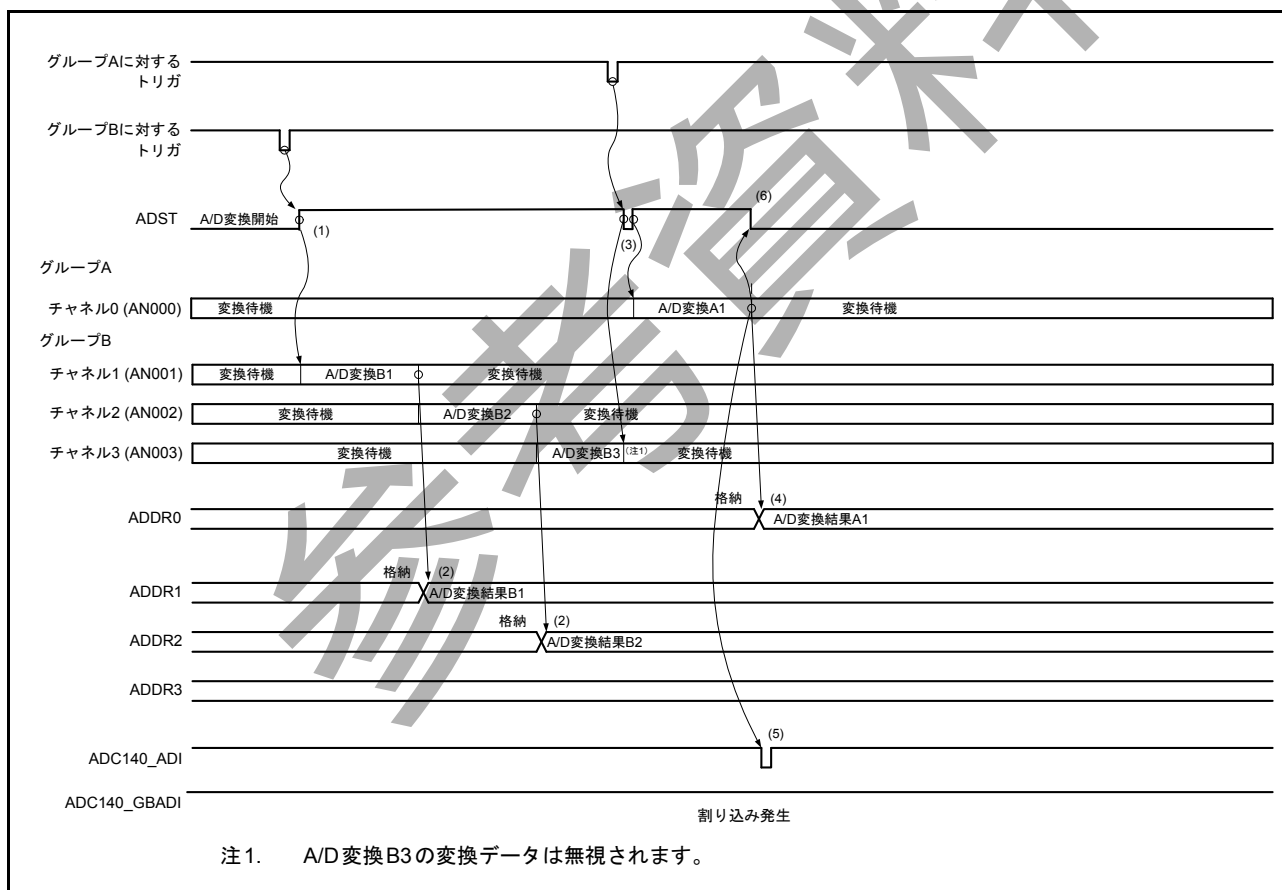 グループAに対する
トリガ
グループBに対する
トリガ
ADST
A/D変換開始
(1)
(3)
(6)
グループA
チャネル0 (AN000)
変換待機
A/D変換A1
変換待機
グループB
チャネル1 (AN001)
変換待機
A/D変換B1
変換待機
チャネル2 (AN002)
変換待機
A/D変換B2
変換待機
チャネル3 (AN003)
変換待機
A/D変換B3
(注1)
変換待機
ADDR0
格納
(4)
A/D変換結果A1
ADDR1
格納
(2)
A/D変換結果B1
ADDR2
格納
(2)
A/D変換結果B2
ADDR3
ADC140_ADI
(5)
ADC140_GBADI
割り込み発生
注1. A/D変換B3の変換データは無視されます。
参考資料